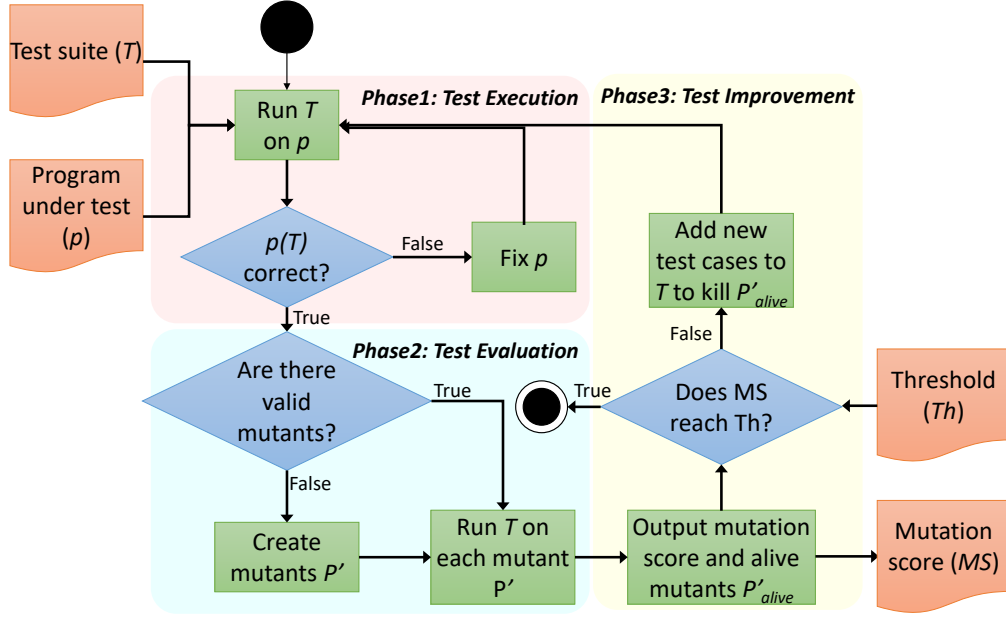 Test suite (T)
Program
under test
(p)
Phase1: Test Execution
Run T
on p
p(T)
correct?
False
Fix p
True
Phase2: Test Evaluation
Are there
valid
mutants?
True
False
Create
mutants P'
Run T on
each mutant
P'
Phase3: Test Improvement
Add new
test cases to
T to kill P'alive
False
True
Does MS
reach Th?
Output mutation
score and alive
mutants P'alive
Threshold
(Th)
Mutation
score (MS)